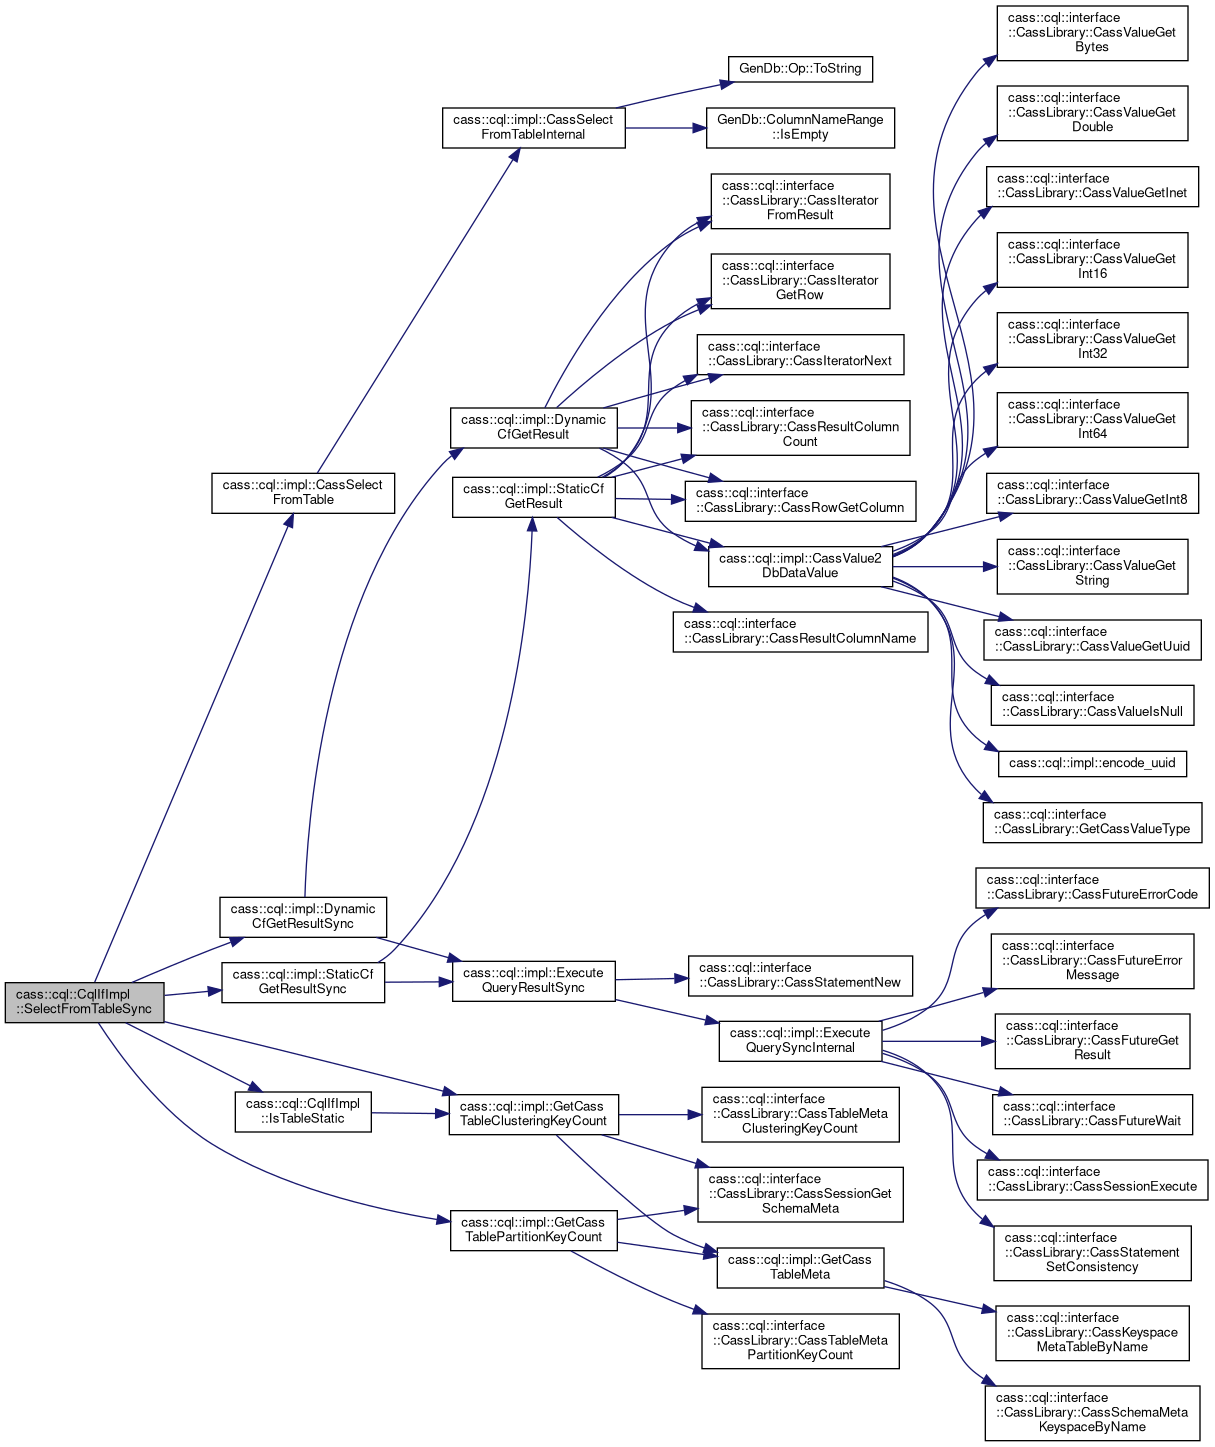 cass::cql::CqlIfImpl
::SelectFromTableSync
cass::cql::impl::CassSelect
FromTable
cass::cql::impl::Dynamic
CfGetResultSync
cass::cql::impl::StaticCf
GetResultSync
cass::cql::CqlIfImpl
::IsTableStatic
cass::cql::impl::CassSelect
FromTableInternal
cass::cql::impl::Dynamic
CfGetResult
cass::cql::impl::StaticCf
GetResult
cass::cql::impl::Execute
QueryResultSync
cass::cql::impl::GetCass
TableClusteringKeyCount
cass::cql::impl::GetCass
TablePartitionKeyCount
GenDb::Op::ToString
GenDb::ColumnNameRange
::IsEmpty
cass::cql::interface
::CassLibrary::CassIterator
FromResult
cass::cql::interface
::CassLibrary::CassIterator
GetRow
cass::cql::interface
::CassLibrary::CassIteratorNext
cass::cql::interface
::CassLibrary::CassResultColumn
Count
cass::cql::interface
::CassLibrary::CassRowGetColumn
cass::cql::impl::CassValue2
DbDataValue
cass::cql::interface
::CassLibrary::CassResultColumnName
cass::cql::interface
::CassLibrary::CassStatementNew
cass::cql::impl::Execute
QuerySyncInternal
cass::cql::interface
::CassLibrary::CassTableMeta
ClusteringKeyCount
cass::cql::interface
::CassLibrary::CassSessionGet
SchemaMeta
cass::cql::impl::GetCass
TableMeta
cass::cql::interface
::CassLibrary::CassTableMeta
PartitionKeyCount
cass::cql::interface
::CassLibrary::CassValueGet
Bytes
cass::cql::interface
::CassLibrary::CassValueGet
Double
cass::cql::interface
::CassLibrary::CassValueGetInet
cass::cql::interface
::CassLibrary::CassValueGet
Int16
cass::cql::interface
::CassLibrary::CassValueGet
Int32
cass::cql::interface
::CassLibrary::CassValueGet
Int64
cass::cql::interface
::CassLibrary::CassValueGetInt8
cass::cql::interface
::CassLibrary::CassValueGet
String
cass::cql::interface
::CassLibrary::CassValueGetUuid
cass::cql::interface
::CassLibrary::CassValueIsNull
cass::cql::impl::encode_uuid
cass::cql::interface
::CassLibrary::GetCassValueType
cass::cql::interface
::CassLibrary::CassFutureErrorCode
cass::cql::interface
::CassLibrary::CassFutureError
Message
cass::cql::interface
::CassLibrary::CassFutureGet
Result
cass::cql::interface
::CassLibrary::CassFutureWait
cass::cql::interface
::CassLibrary::CassSessionExecute
cass::cql::interface
::CassLibrary::CassStatement
SetConsistency
cass::cql::interface
::CassLibrary::CassKeyspace
MetaTableByName
cass::cql::interface
::CassLibrary::CassSchemaMeta
KeyspaceByName